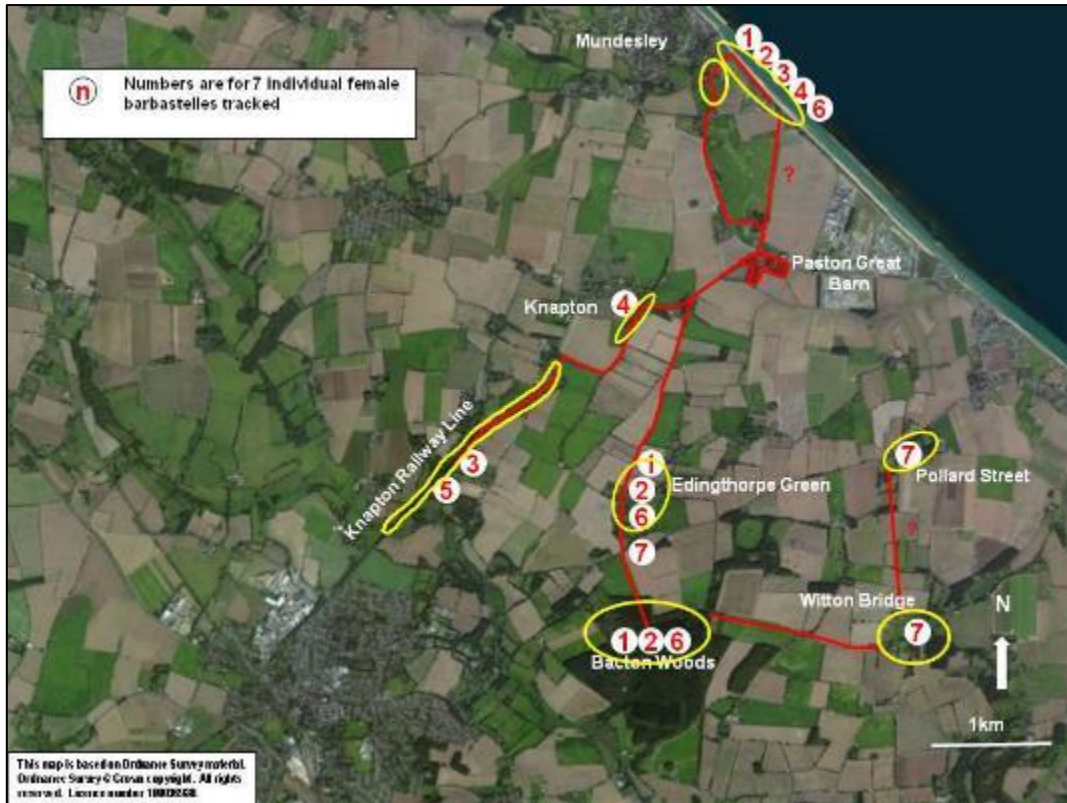 Mundesley
n
Numbers are for 7 individual female
barbastelles tracked
1
2
3
4
6
?
Paston Great
Barn
Knapton
4
Knapton Railway Line
3
5
1
2
6
7
Edingthorpe Green
7
Pollard Street
?
Witton Bridge
7
N
1 2 6
Bacton Woods
1km
This map is based on Ordnance Survey material.
Ordnance Survey © Crown copyright. All rights
reserved. Licence number